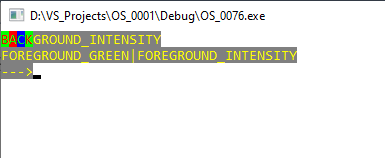 D:\VS_Projects\OS_0001\Debug\OS_0076.exe
BACKGROUND_INTENSITY
FOREGROUND_GREEN|FOREGROUND_INTENSITY
--->